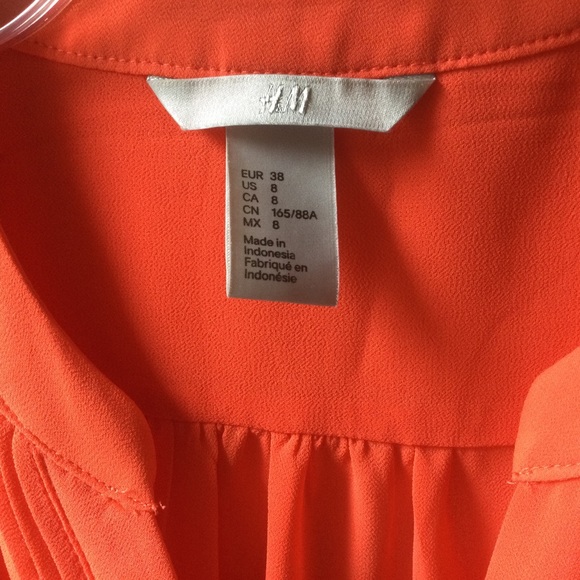 H&M
EUR 38
US 8
CA 8
CN 165/88A
MX 8
Made in
Indonesia
Fabriqué en
Indonésie